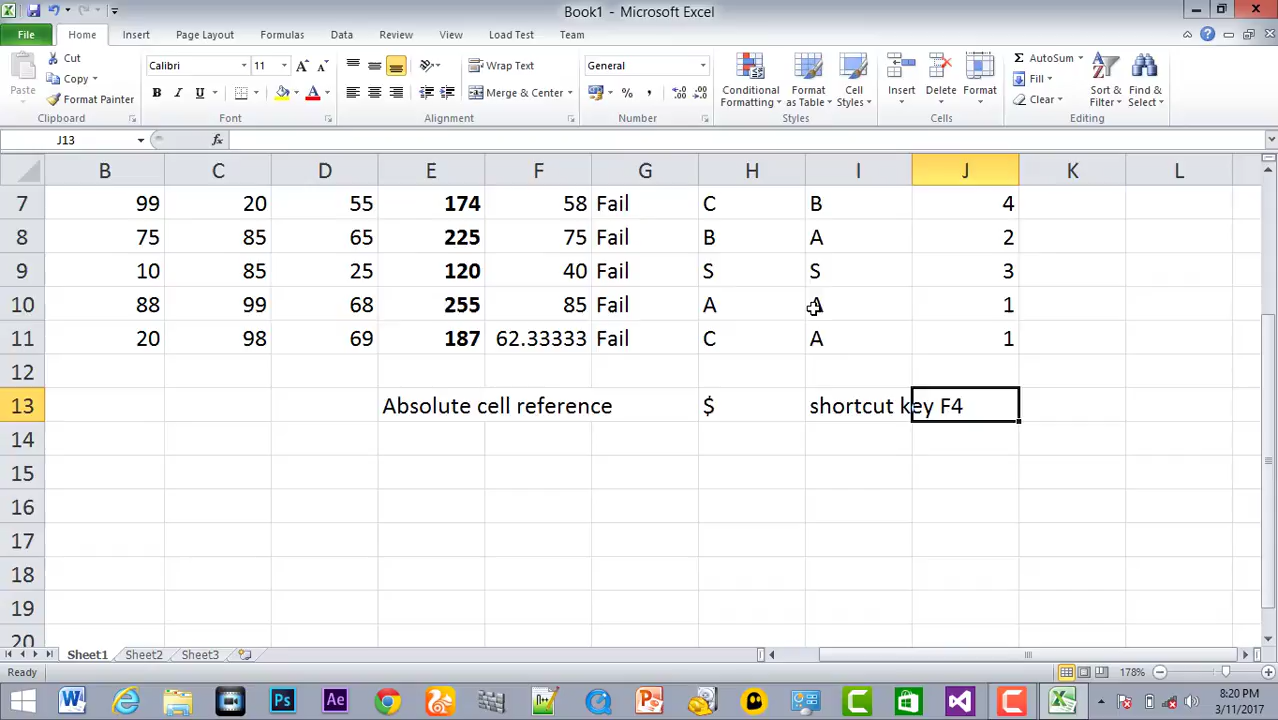 Book1 - Microsoft Excel
File Home Insert Page Layout Formulas Data Review View Load Test Team
Cut Calibri 11 Wrap Text General AutoSum
Copy Fill
Paste Format Painter B I U Merge & Center % , Conditional Formatting Format as Table Cell Styles Insert Delete Format Clear Sort & Filter Find & Select
Clipboard Font Alignment Number Styles Cells Editing
J13 fx
B C D E F G H I J K L
7 99 20 55 174 58 Fail C B 4
8 75 85 65 225 75 Fail B A 2
9 10 85 25 120 40 Fail S S 3
10 88 99 68 255 85 Fail A A 1
11 20 98 69 187 62.33333 Fail C A 1
12
13 Absolute cell reference $ shortcut key F4
14
15
16
17
18
19
20
Sheet1 Sheet2 Sheet3
Ready 178%
8:20 PM
3/11/2017